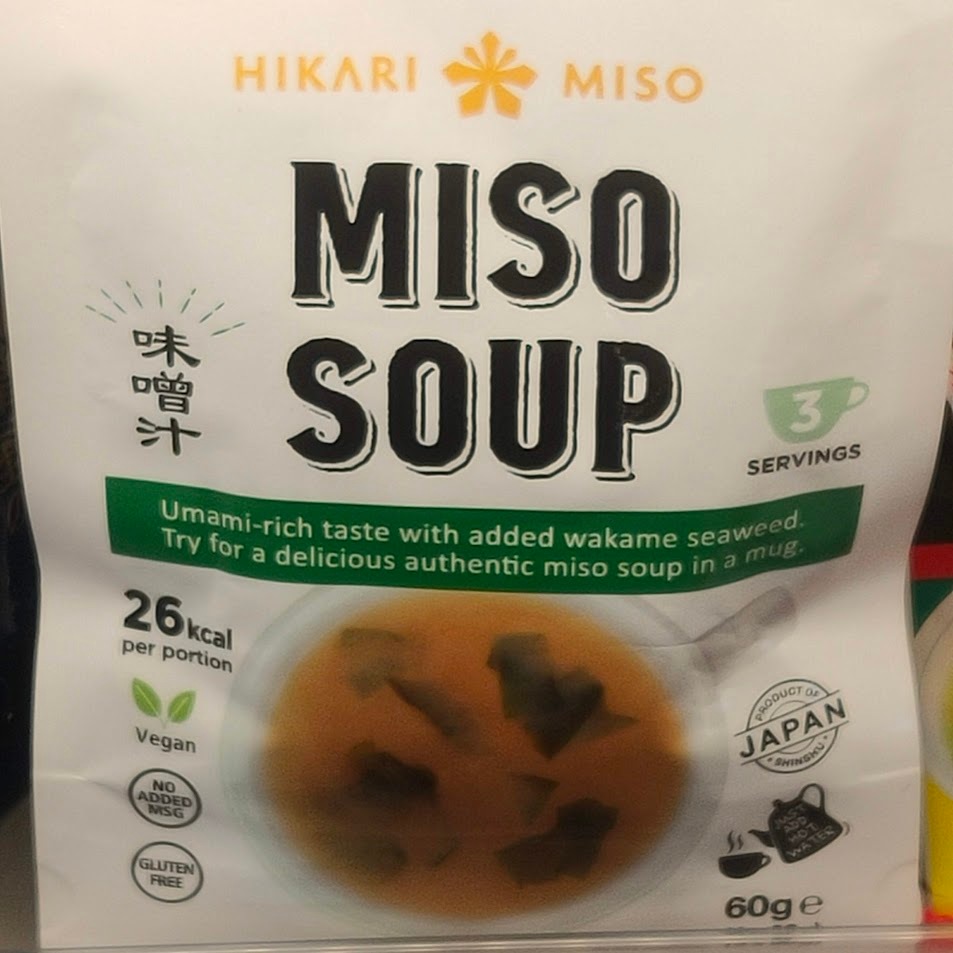 HIKARI MISO
MISO
SOUP
味噌汁
3
SERVINGS
Umami-rich taste with added wakame seaweed.
Try for a delicious authentic miso soup in a mug.
26kcal
per portion
Vegan
NO
ADDED
MSG
GLUTEN
FREE
PRODUCT OF
JAPAN
SHINSHU
JUST
ADD
HOT
WATER
60g e